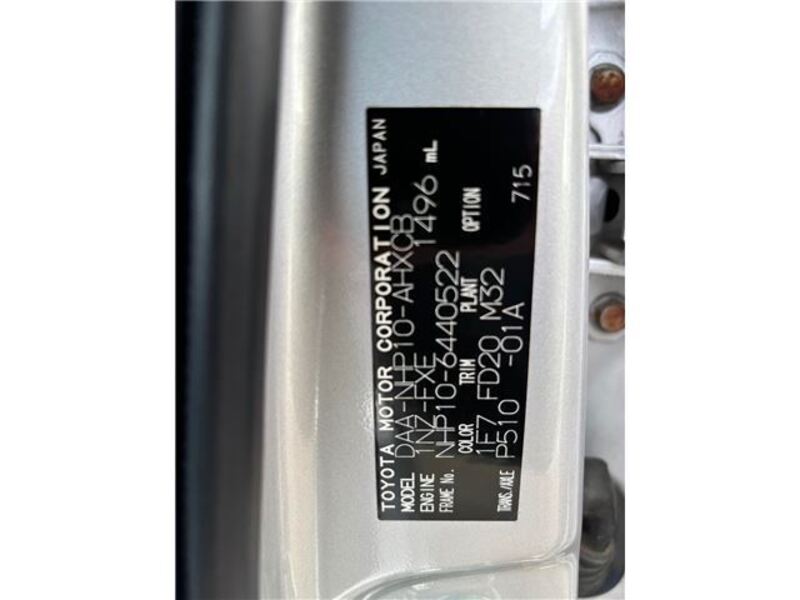 TOYOTA MOTOR CORPORATION JAPAN
MODEL DAA-NHP10-AHXCB
ENGINE 1NZ-FXE 1496 mL
FRAME No. NHP10-6440522
COLOR TRIM PLANT OPTION
1F7 FD20 M32
TRANS./AXLE P510 -01A 715